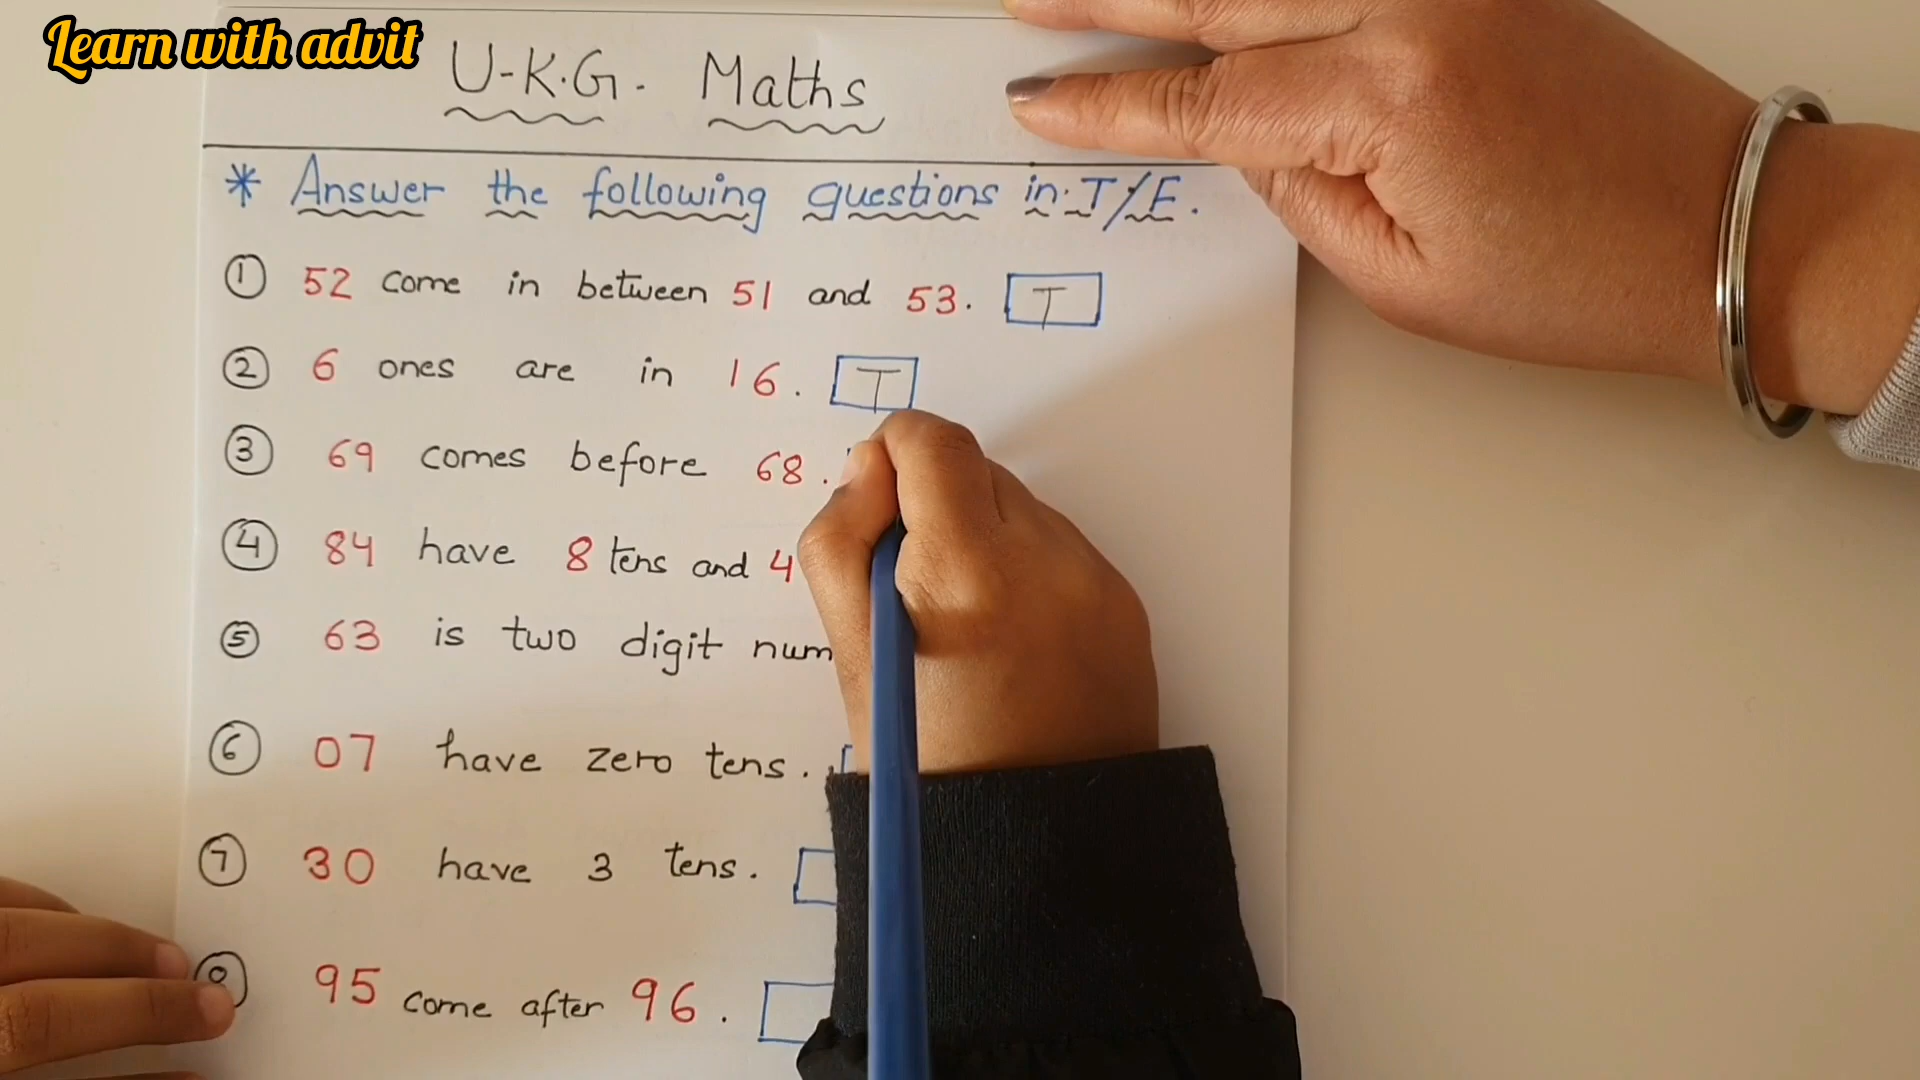 Learn with advit
U-K.G. Maths
* Answer the following questions in T/F.
① 52 come in between 51 and 53. T
② 6 ones are in 16. T
③ 69 comes before 68.
④ 84 have 8 tens and 4
⑤ 63 is two digit num
⑥ 07 have zero tens.
⑦ 30 have 3 tens.
95 come after 96.